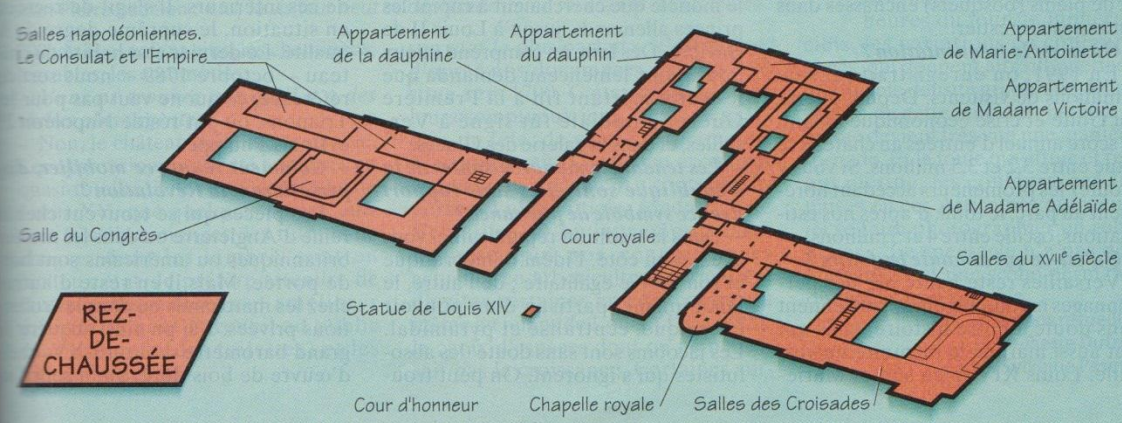 Salles napoléoniennes.
Le Consulat et l'Empire
Appartement
de la dauphine
Appartement
du dauphin
Appartement
de Marie-Antoinette
Appartement
de Madame Victoire
Appartement
de Madame Adélaïde
Salles du XVIIᵉ siècle
Salle du Congrès
Cour royale
Statue de Louis XIV
REZ-
DE-
CHAUSSÉE
Cour d'honneur
Chapelle royale
Salles des Croisades